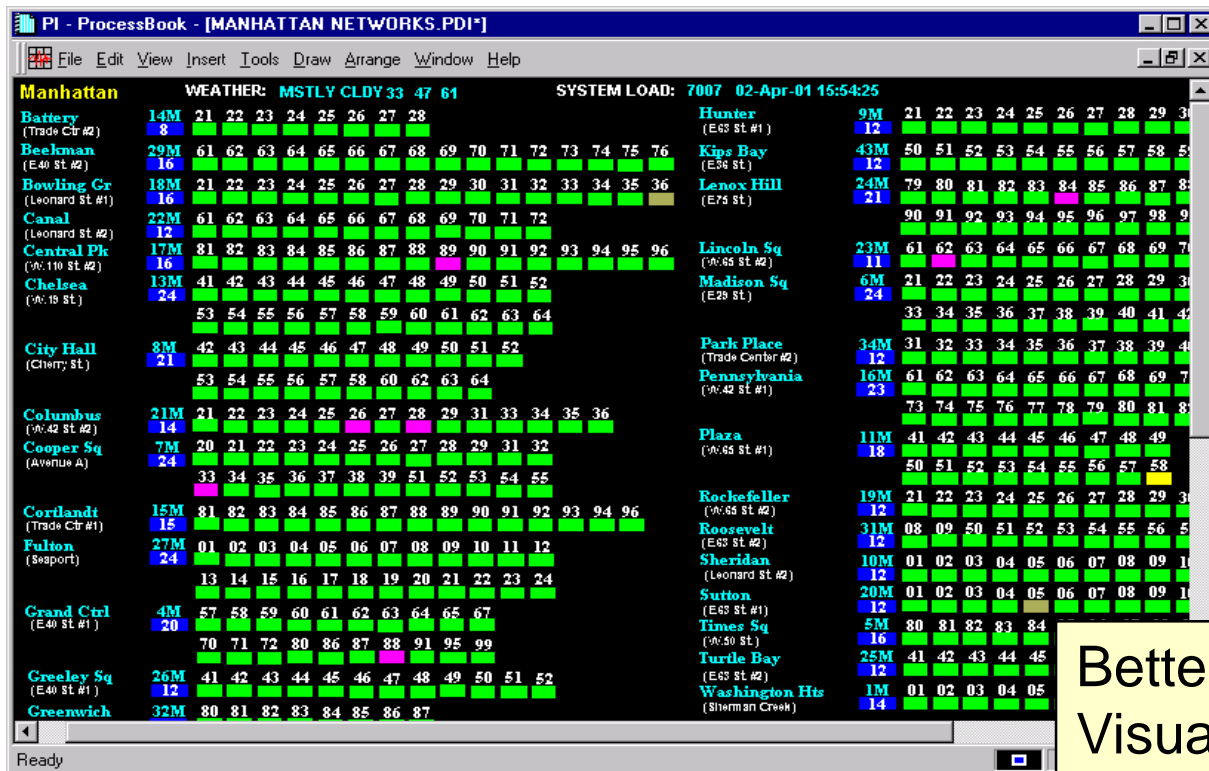 PI - ProcessBook - [MANHATTAN NETWORKS.PDI*]
File Edit View Insert Tools Draw Arrange Window Help
Manhattan WEATHER: MSTLY CLDY 33 47 61 SYSTEM LOAD: 7007 02-Apr-01 15:54:25
Battery 14M 21 22 23 24 25 26 27 28
(Trade Ctr #2) 8
Beekman 29M 61 62 63 64 65 66 67 68 69 70 71 72 73 74 75 76
(E40 St. #2) 16
Bowling Gr 18M 21 22 23 24 25 26 27 28 29 30 31 32 33 34 35 36
(Leonard St. #1) 16
Canal 22M 61 62 63 64 65 66 67 68 69 70 71 72
(Leonard St. #2) 12
Central Pk 17M 81 82 83 84 85 86 87 88 89 90 91 92 93 94 95 96
(W.110 St. #2) 16
Chelsea 13M 41 42 43 44 45 46 47 48 49 50 51 52
(W.19 St.) 24
53 54 55 56 57 58 59 60 61 62 63 64
City Hall 8M 42 43 44 45 46 47 48 49 50 51 52
(Cherry St.) 21
53 54 55 56 57 58 60 62 63 64
Columbus 21M 21 22 23 24 25 26 27 28 29 31 33 34 35 36
(W.42 St. #2) 14
Cooper Sq 7M 20 21 22 23 24 25 26 27 28 29 31 32
(Avenue A) 24
33 34 35 36 37 38 39 51 52 53 54 55
Cortlandt 15M 81 82 83 84 85 86 87 88 89 90 91 92 93 94 96
(Trade Ctr #1) 15
Fulton 27M 01 02 03 04 05 06 07 08 09 10 11 12
(Seaport) 24
13 14 15 16 17 18 19 20 21 22 23 24
Grand Ctrl 4M 57 58 59 60 61 62 63 64 65 67
(E40 St. #1) 20
70 71 72 80 86 87 88 91 95 99
Greeley Sq 26M 41 42 43 44 45 46 47 48 49 50 51 52
(E40 St. #1) 12
Greenwich 32M 80 81 82 83 84 85 86 87
Hunter 9M 21 22 23 24 25 26 27 28 29
(E63 St. #1) 12
Kips Bay 43M 50 51 52 53 54 55 56 57 58
(E36 St.) 12
Lenox Hill 24M 79 80 81 82 83 84 85 86 87
(E75 St.) 21
90 91 92 93 94 95 96 97 98
Lincoln Sq 23M 61 62 63 64 65 66 67 68 69
(W.65 St. #2) 11
Madison Sq 6M 21 22 23 24 25 26 27 28 29
(E29 St.) 24
33 34 35 36 37 38 39 40 41
Park Place 34M 31 32 33 34 35 36 37 38 39
(Trade Center #2) 12
Pennsylvania 16M 61 62 63 64 65 66 67 68 69
(W.42 St. #1) 23
73 74 75 76 77 78 79 80 81
Plaza 11M 41 42 43 44 45 46 47 48 49
(W.65 St. #1) 18
50 51 52 53 54 55 56 57 58
Rockefeller 19M 21 22 23 24 25 26 27 28 29
(W.65 St. #2) 12
Roosevelt 31M 08 09 50 51 52 53 54 55 56
(E63 St. #2) 12
Sheridan 10M 01 02 03 04 05 06 07 08 09
(Leonard St. #2) 12
Sutton 20M 01 02 03 04 05 06 07 08 09
(E63 St. #1) 12
Times Sq 5M 80 81 82 83 84
(W.50 St.) 16
Turtle Bay 25M 41 42 43 44 45
(E63 St. #2) 12
Washington Hts 1M 01 02 03 04 05
(Sherman Creek) 14
Bette
Visua
Ready